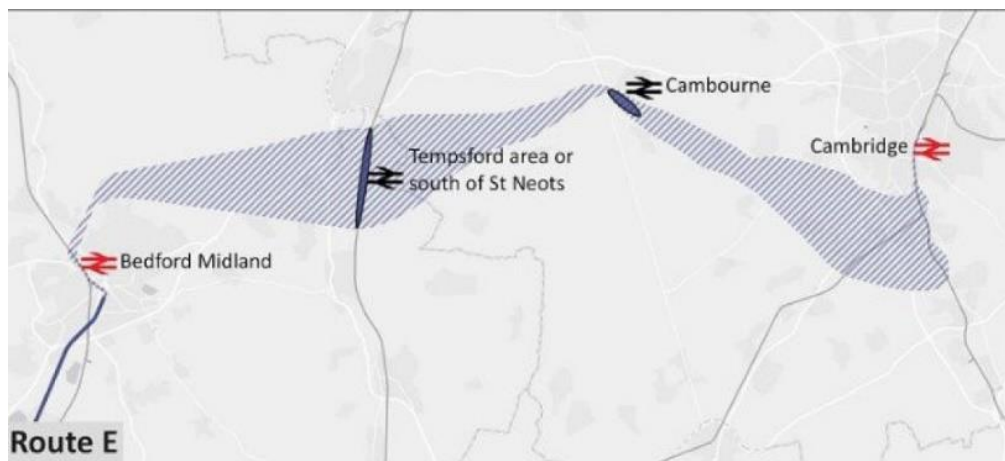 Cambourne
Cambridge
Tempsford area or
south of St Neots
Bedford Midland
Route E